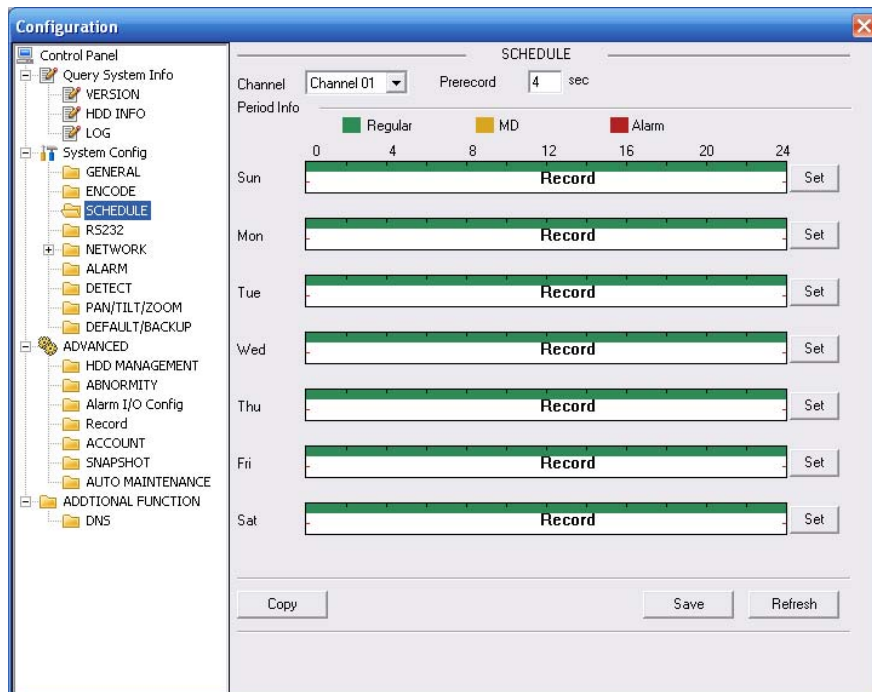 Configuration
Control Panel
Query System Info
VERSION
HDD INFO
LOG
System Config
GENERAL
ENCODE
SCHEDULE
RS232
NETWORK
ALARM
DETECT
PAN/TILT/ZOOM
DEFAULT/BACKUP
ADVANCED
HDD MANAGEMENT
ABNORMITY
Alarm I/O Config
Record
ACCOUNT
SNAPSHOT
AUTO MAINTENANCE
ADDTIONAL FUNCTION
DNS
SCHEDULE
Channel Channel 01 Prerecord 4 sec
Period Info
Regular MD Alarm
0 4 8 12 16 20 24
Sun Record Set
Mon Record Set
Tue Record Set
Wed Record Set
Thu Record Set
Fri Record Set
Sat Record Set
Copy Save Refresh